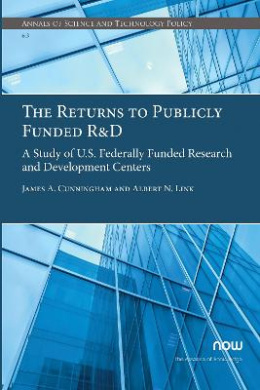 Annals of Science and Technology Policy
6:3
The Returns to Publicly
Funded R&D
A Study of U.S. Federally Funded Research
and Development Centers
James A. Cunningham and Albert N. Link
now
the essence of knowledge